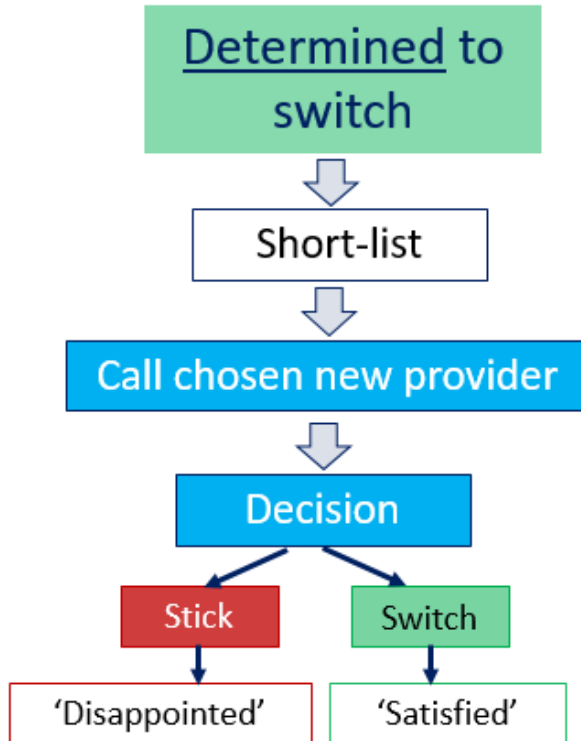 Determined to
switch
Short-list
Call chosen new provider
Decision
Stick
Switch
‘Disappointed’
‘Satisfied’